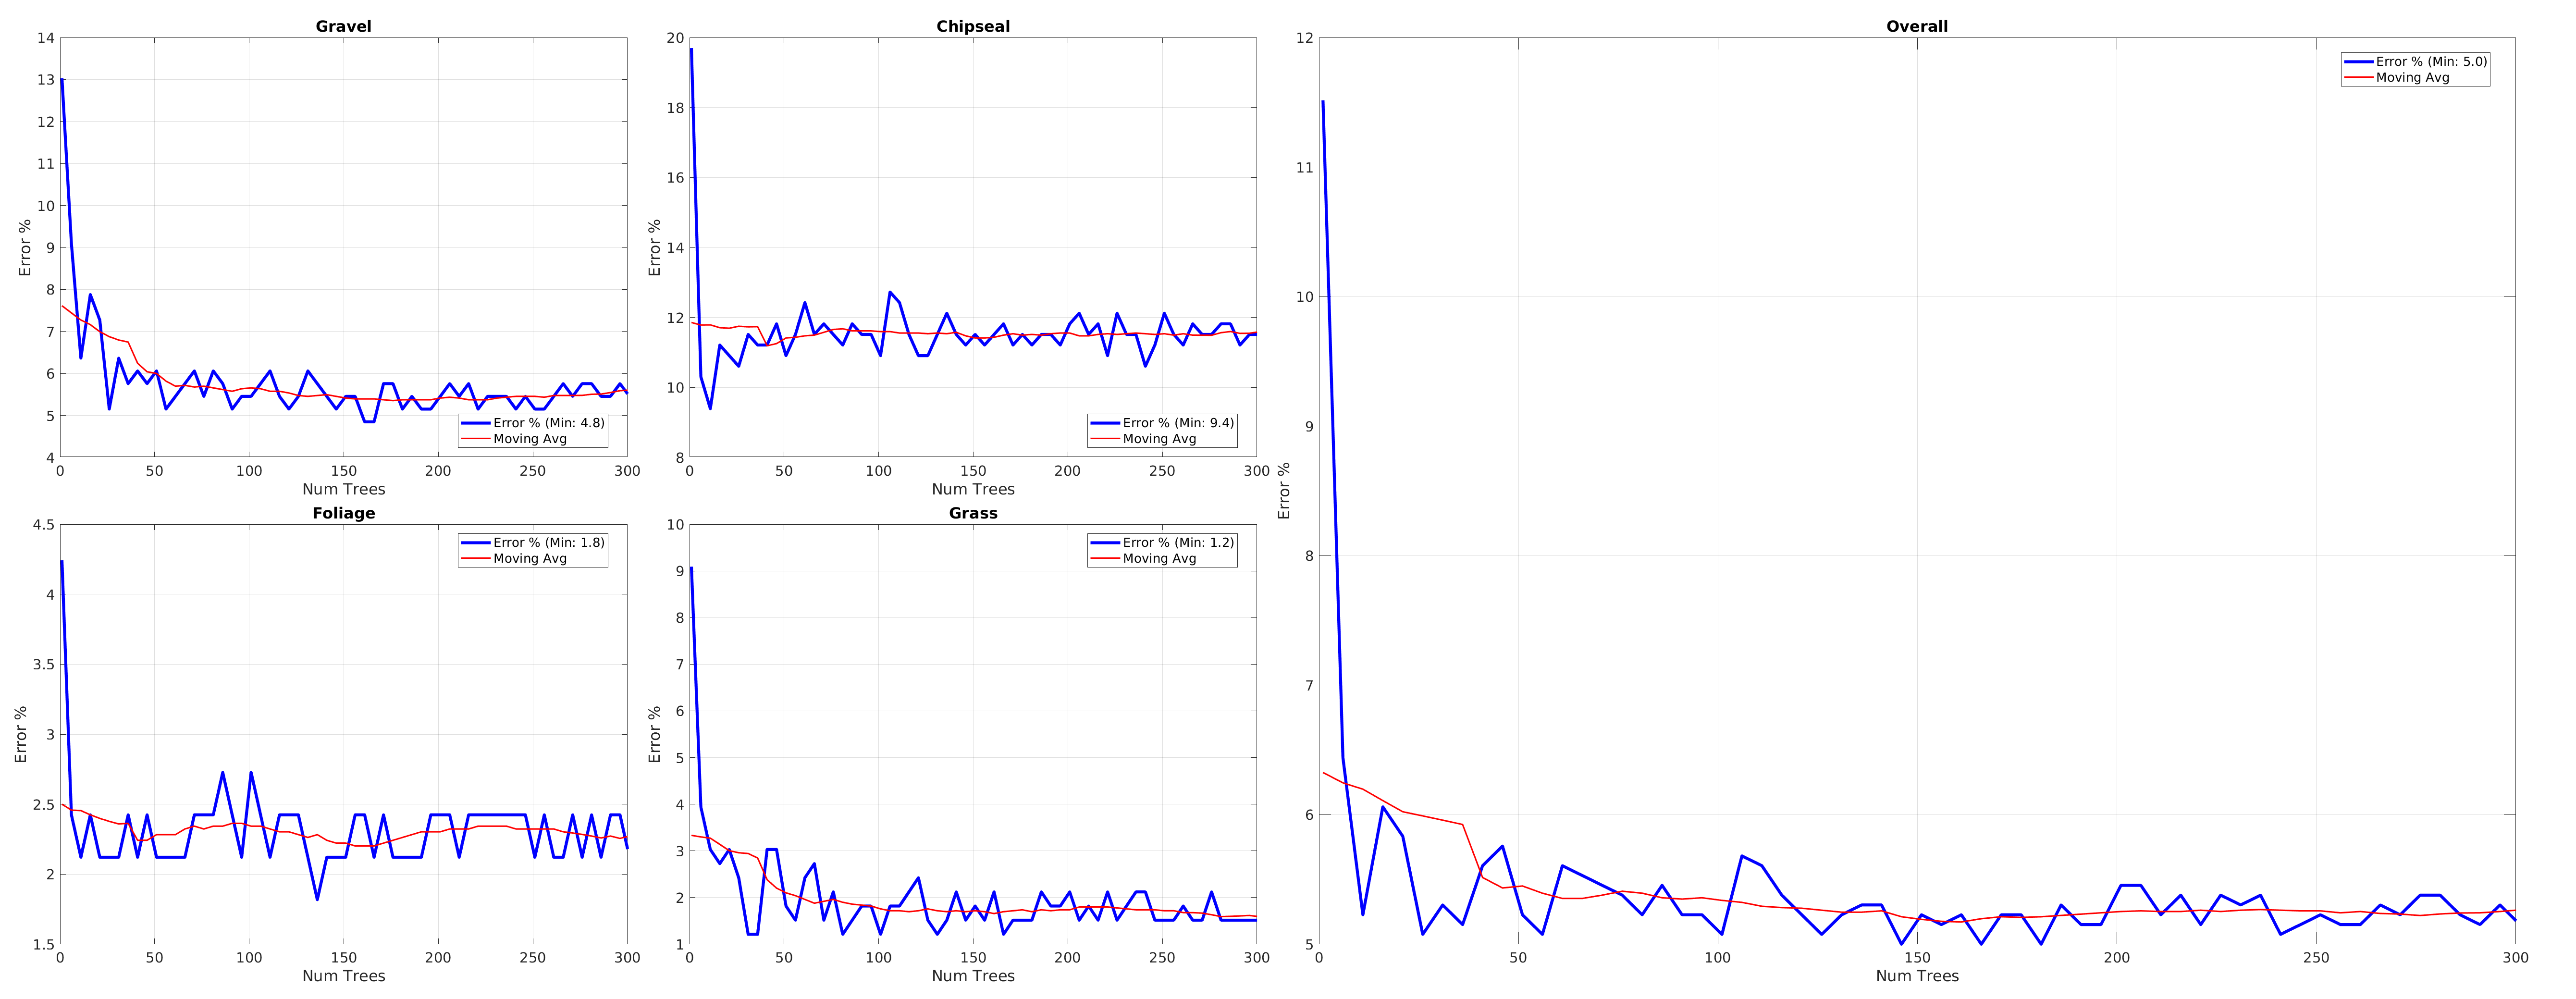 Gravel
14
13
12
11
10
9
8
7
6
5
4
Error %
0 50 100 150 200 250 300
Num Trees
Error % (Min: 4.8)
Moving Avg
Chipseal
20
18
16
14
12
10
8
Error %
0 50 100 150 200 250 300
Num Trees
Error % (Min: 9.4)
Moving Avg
Foliage
4.5
4
3.5
3
2.5
2
1.5
Error %
0 50 100 150 200 250 300
Num Trees
Error % (Min: 1.8)
Moving Avg
Grass
10
9
8
7
6
5
4
3
2
1
Error %
0 50 100 150 200 250 300
Num Trees
Error % (Min: 1.2)
Moving Avg
Overall
12
11
10
9
8
7
6
5
Error %
0 50 100 150 200 250 300
Num Trees
Error % (Min: 5.0)
Moving Avg